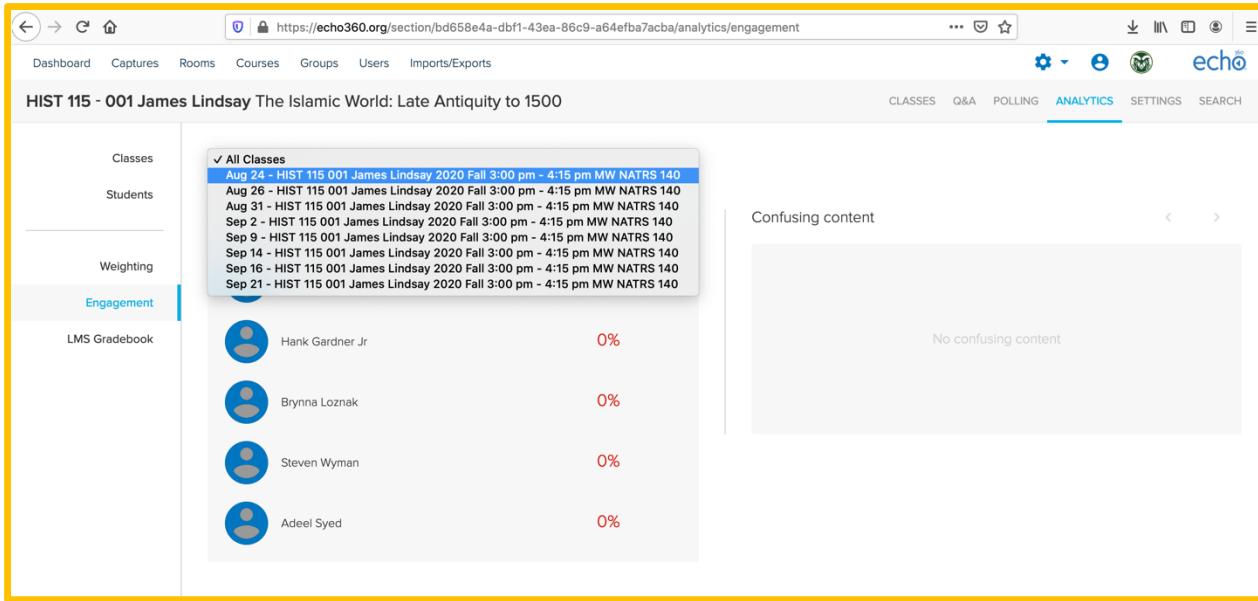 https://echo360.org/section/bd658e4a-dbf1-43ea-86c9-a64efba7acba/analytics/engagement
Dashboard Captures Rooms Courses Groups Users Imports/Exports
echo360
HIST 115 - 001 James Lindsay The Islamic World: Late Antiquity to 1500
CLASSES Q&A POLLING ANALYTICS SETTINGS SEARCH
Classes
Students
Weighting
Engagement
LMS Gradebook
✓ All Classes
Aug 24 - HIST 115 001 James Lindsay 2020 Fall 3:00 pm - 4:15 pm MW NATRS 140
Aug 26 - HIST 115 001 James Lindsay 2020 Fall 3:00 pm - 4:15 pm MW NATRS 140
Aug 31 - HIST 115 001 James Lindsay 2020 Fall 3:00 pm - 4:15 pm MW NATRS 140
Sep 2 - HIST 115 001 James Lindsay 2020 Fall 3:00 pm - 4:15 pm MW NATRS 140
Sep 9 - HIST 115 001 James Lindsay 2020 Fall 3:00 pm - 4:15 pm MW NATRS 140
Sep 14 - HIST 115 001 James Lindsay 2020 Fall 3:00 pm - 4:15 pm MW NATRS 140
Sep 16 - HIST 115 001 James Lindsay 2020 Fall 3:00 pm - 4:15 pm MW NATRS 140
Sep 21 - HIST 115 001 James Lindsay 2020 Fall 3:00 pm - 4:15 pm MW NATRS 140
Hank Gardner Jr 0%
Brynna Loznak 0%
Steven Wyman 0%
Adeel Syed 0%
Confusing content
No confusing content